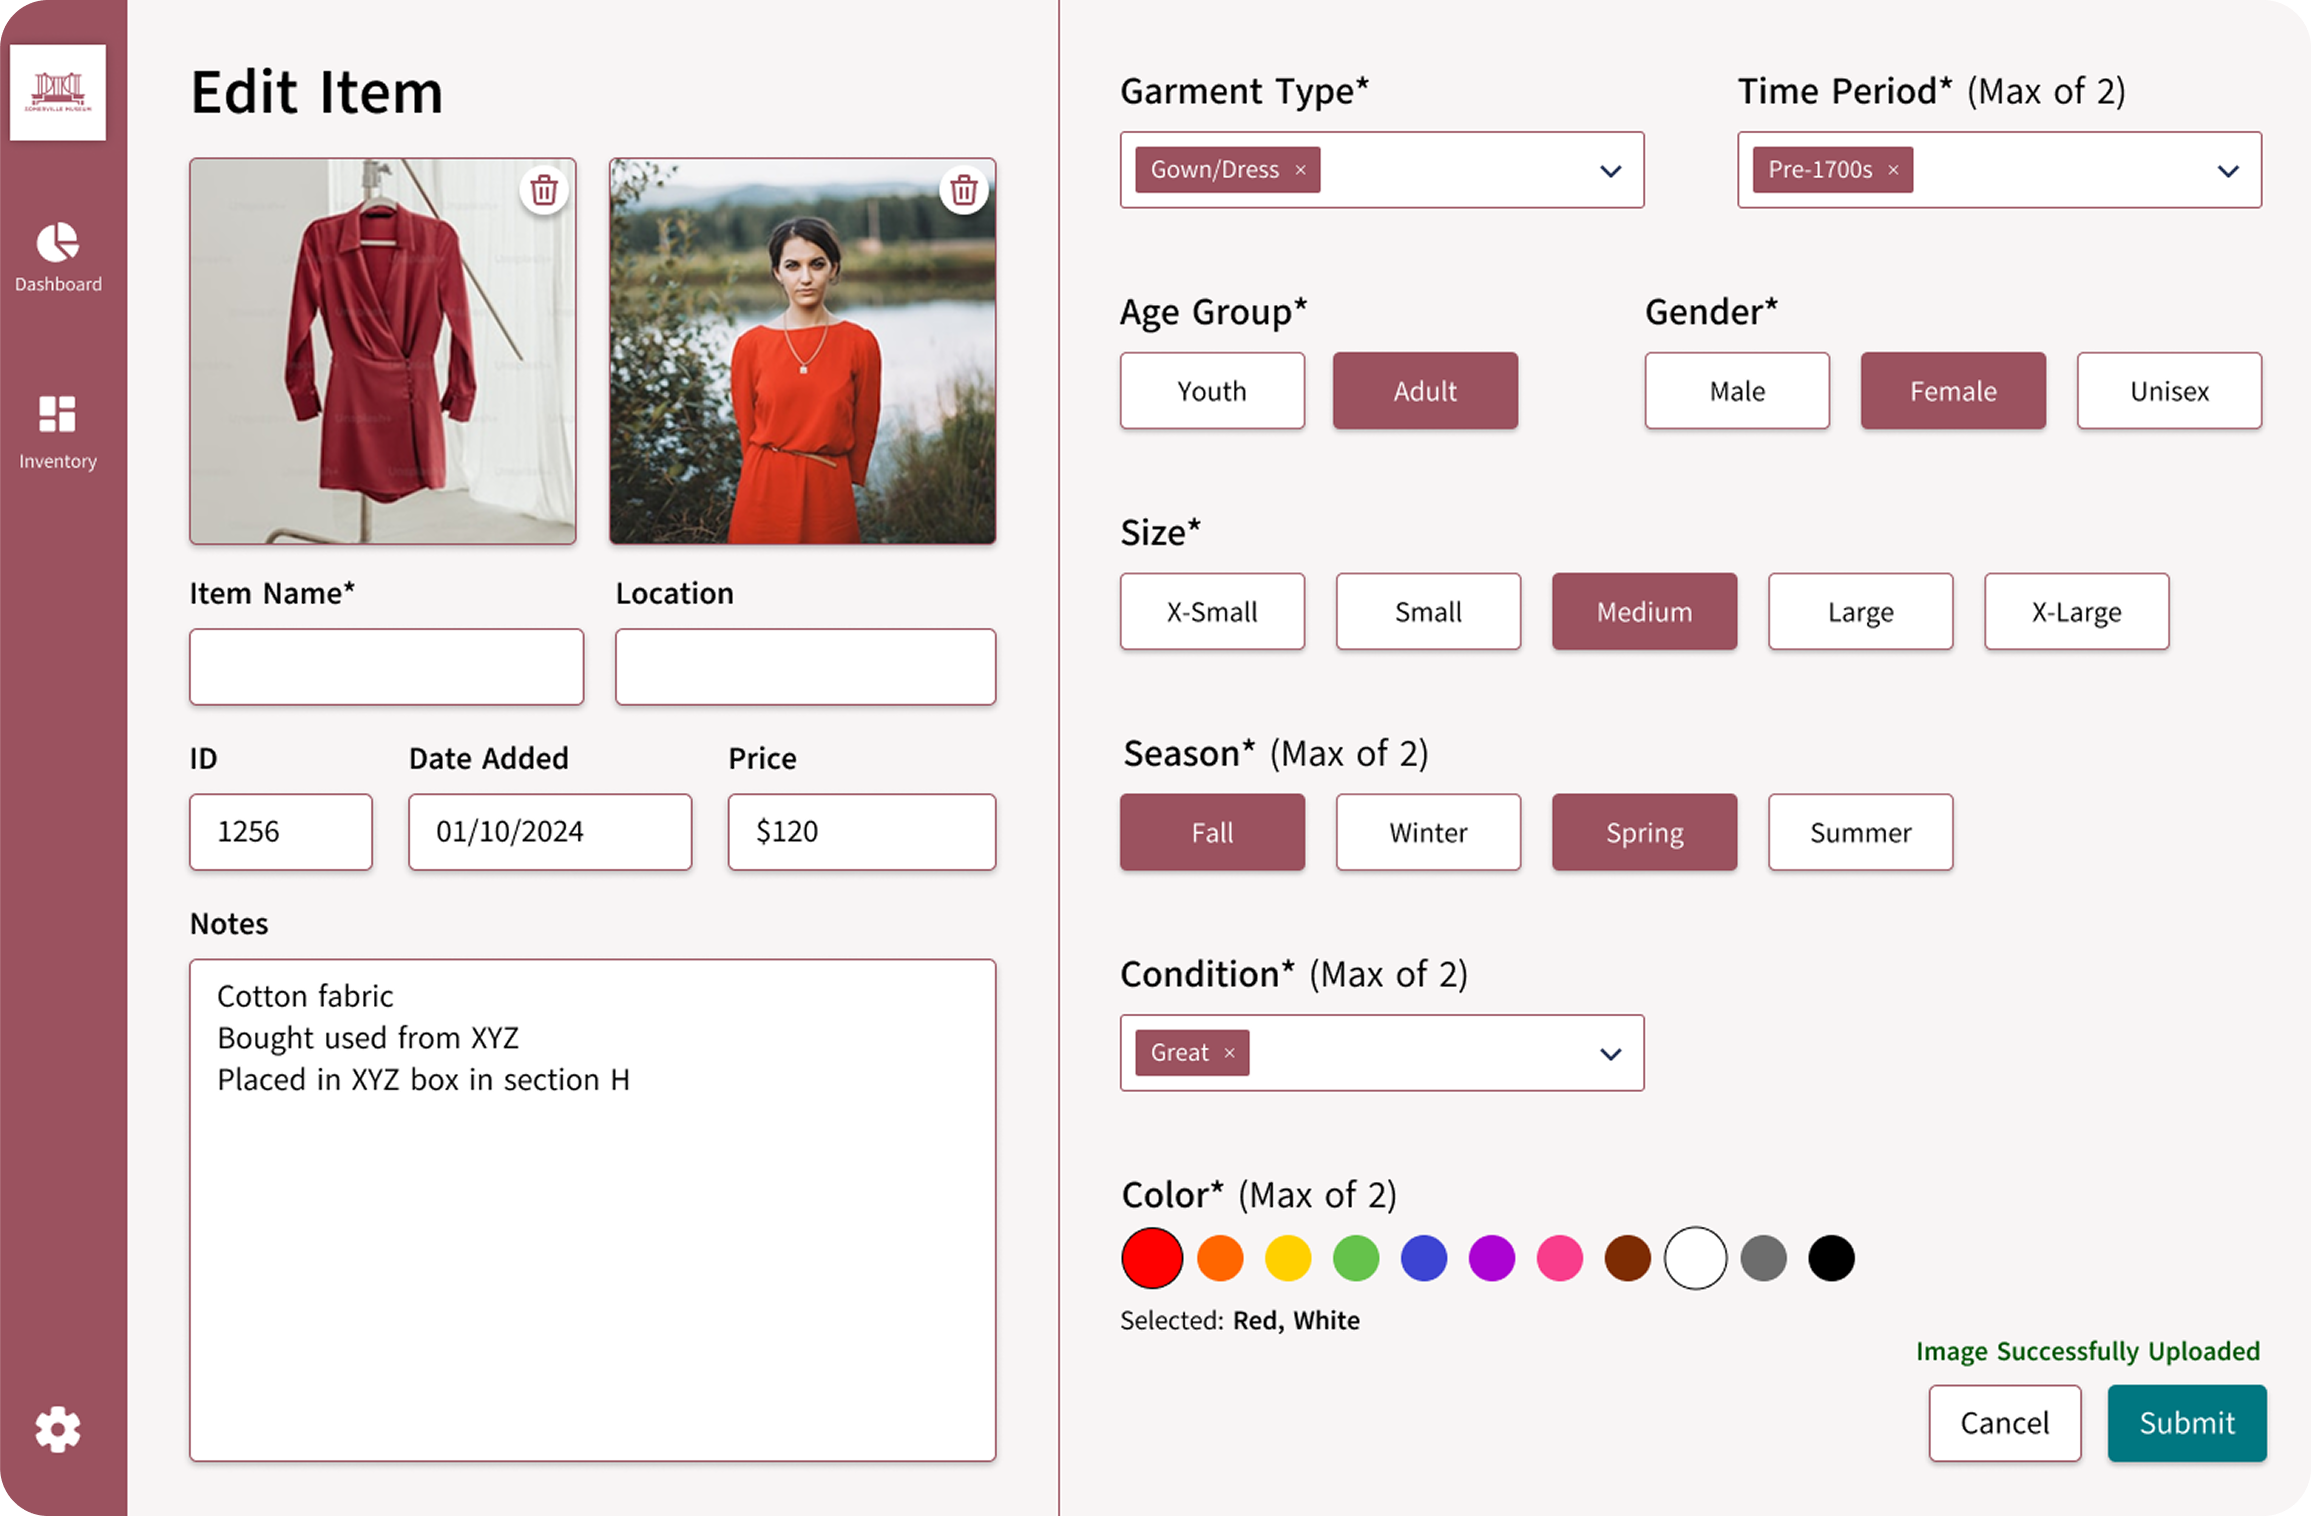 SOMERVILLE MUSEUM
Dashboard
Inventory
Edit Item
Item Name*
Location
ID
Date Added
Price
1256
01/10/2024
$120
Notes
Cotton fabric
Bought used from XYZ
Placed in XYZ box in section H
Garment Type*
Time Period* (Max of 2)
Gown/Dress ×
Pre-1700s ×
Age Group*
Gender*
Youth
Adult
Male
Female
Unisex
Size*
X-Small
Small
Medium
Large
X-Large
Season* (Max of 2)
Fall
Winter
Spring
Summer
Condition* (Max of 2)
Great ×
Color* (Max of 2)
Selected: Red, White
Image Successfully Uploaded
Cancel
Submit